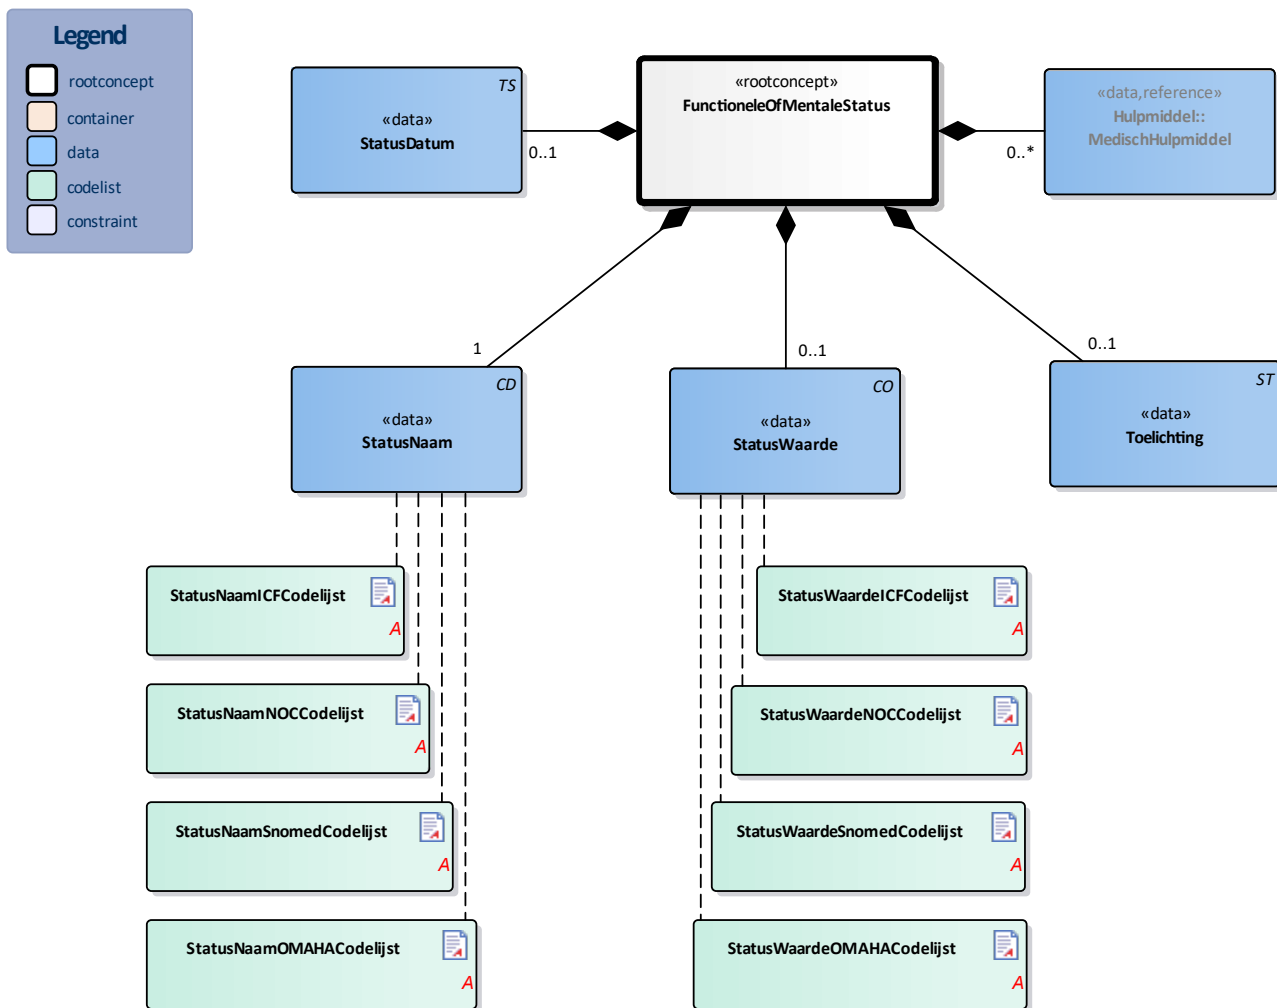 Legend
rootconcept
container
data
codelist
constraint
TS
«data»
StatusDatum
0..1
«rootconcept»
FunctioneleOfMentaleStatus
«data,reference»
Hulpmiddel::
MedischHulpmiddel
0..*
1
CD
«data»
StatusNaam
0..1
CO
«data»
StatusWaarde
0..1
ST
«data»
Toelichting
StatusNaamICFCodelijst
A
StatusNaamNOCCodelijst
A
StatusNaamSnomedCodelijst
A
StatusNaamOMAHACodelijst
A
StatusWaardeICFCodelijst
A
StatusWaardeNOCCodelijst
A
StatusWaardeSnomedCodelijst
A
StatusWaardeOMAHACodelijst
A